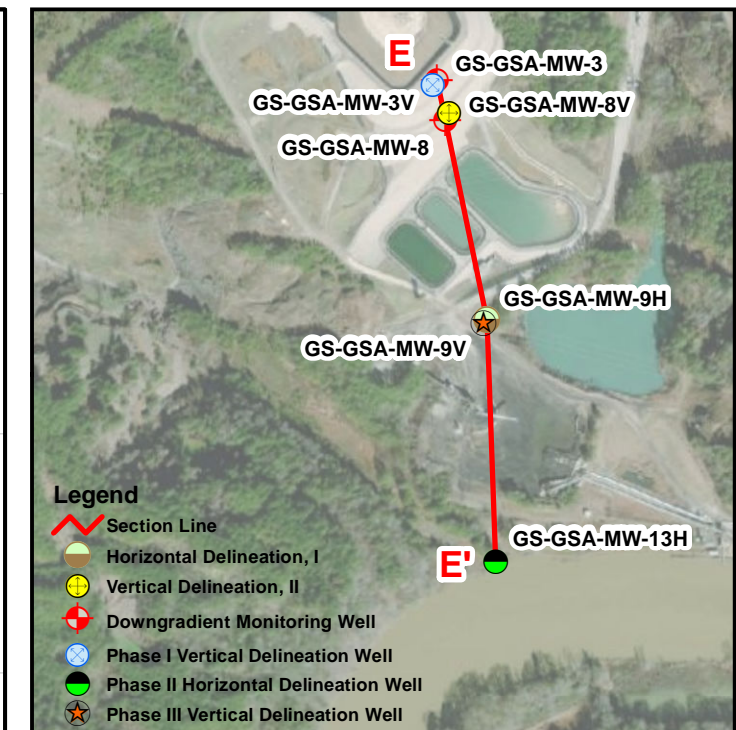 E
GS-GSA-MW-3
GS-GSA-MW-3V
GS-GSA-MW-8V
GS-GSA-MW-8
GS-GSA-MW-9H
GS-GSA-MW-9V
GS-GSA-MW-13H
E'
Legend
Section Line
Horizontal Delineation, I
Vertical Delineation, II
Downgradient Monitoring Well
Phase I Vertical Delineation Well
Phase II Horizontal Delineation Well
Phase III Vertical Delineation Well